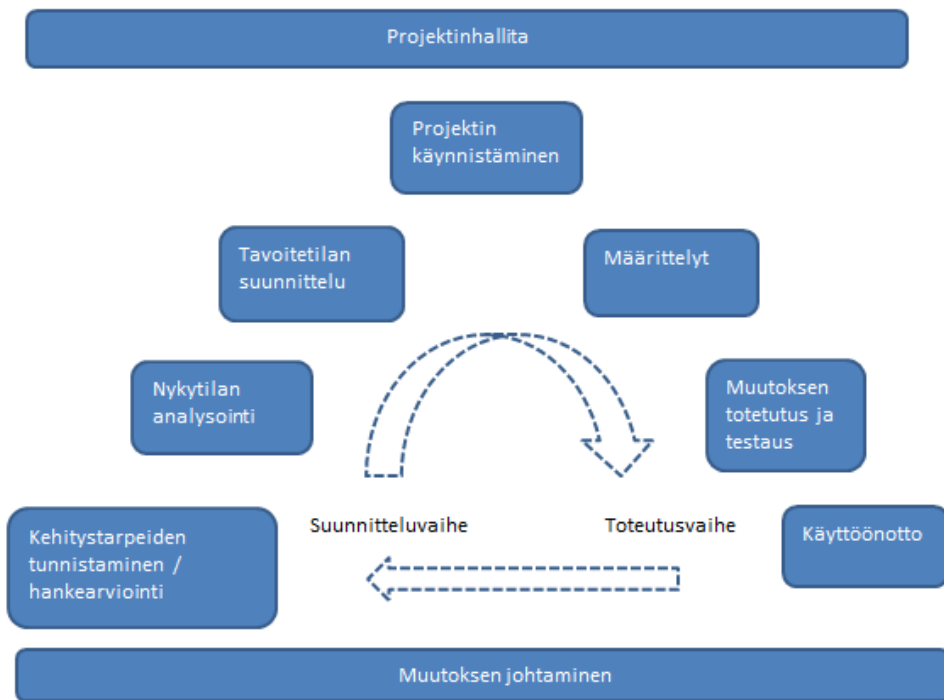 Projektinhallita
Projektin
käynnistäminen
Tavoitetilan
suunnittelu
Määrittelyt
Nykytilan
analysointi
Muutoksen
totetutus ja
testaus
Kehitystarpeiden
tunnistaminen /
hankearviointi
Suunnitteluvaihe
Toteutusvaihe
Käyttöönotto
Muutoksen johtaminen